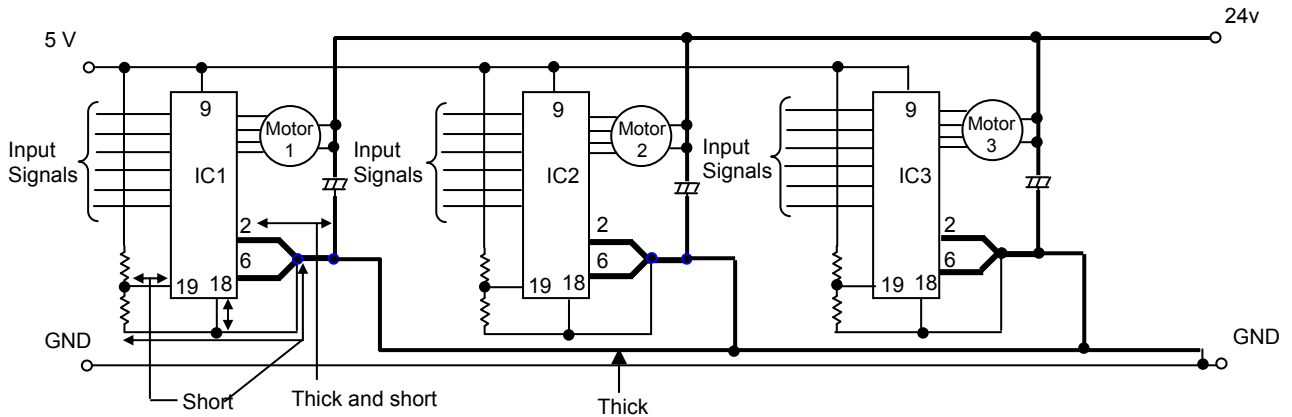 24v
5 V
9
9
9
Motor
1
Motor
2
Motor
3
Input
Signals
Input
Signals
Input
Signals
IC1
IC2
IC3
2
2
2
6
6
6
19
18
19
18
19
18
GND
GND
Short
Thick and short
Thick